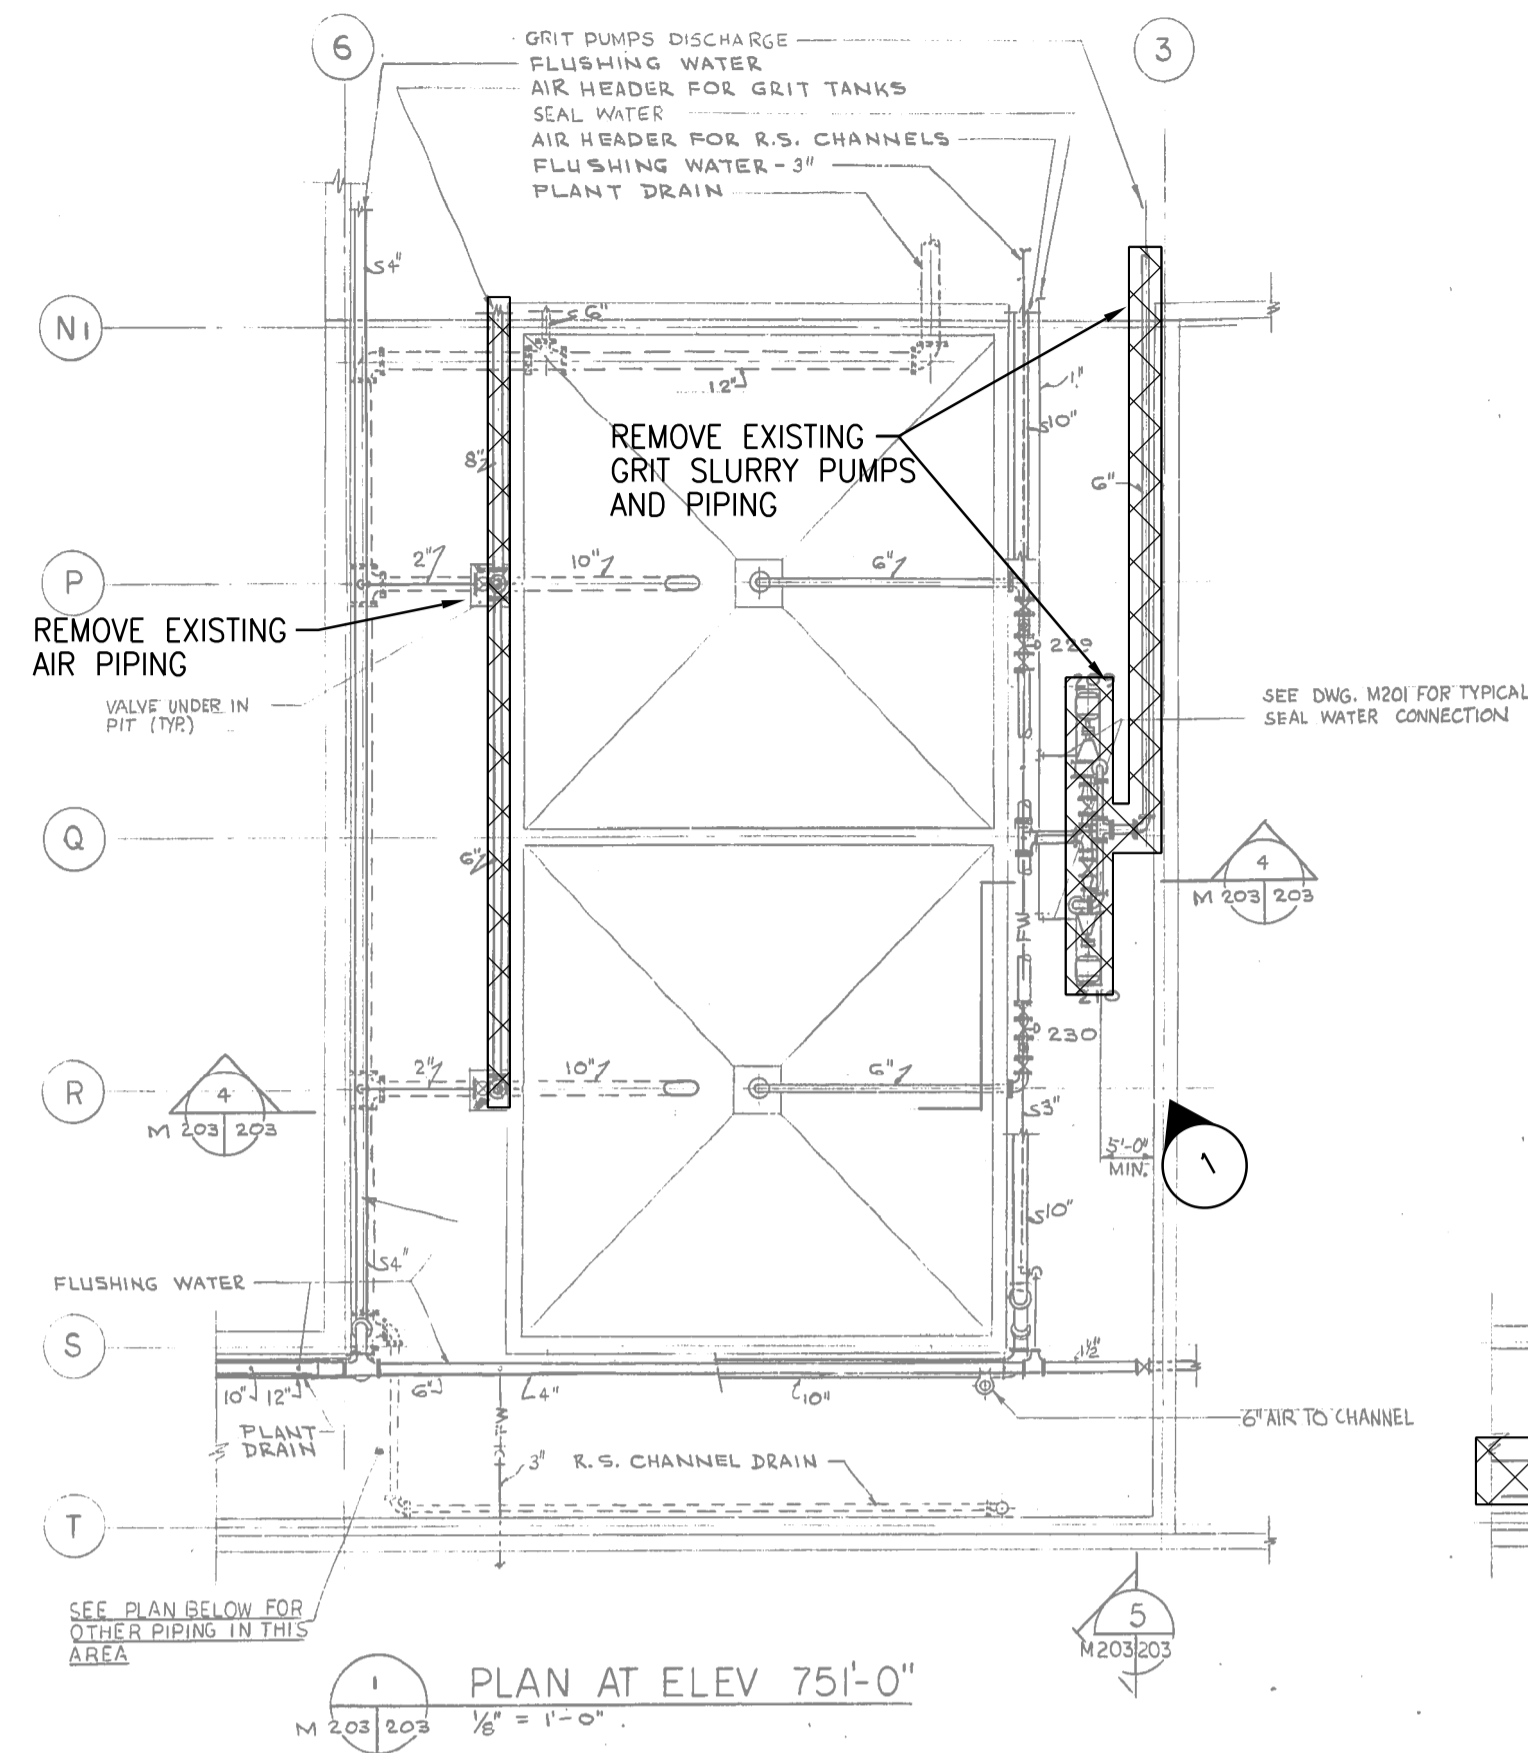 6
3
GRIT PUMPS DISCHARGE
FLUSHING WATER
AIR HEADER FOR GRIT TANKS
SEAL WATER
AIR HEADER FOR R.S. CHANNELS
FLUSHING WATER - 3"
PLANT DRAIN
4"
N1
6"
12"
1"
10"
REMOVE EXISTING
GRIT SLURRY PUMPS
AND PIPING
8"
6"
P
2"
10"
6"
REMOVE EXISTING
AIR PIPING
229
VALVE UNDER IN
PIT (TYP.)
SEE DWG. M201 FOR TYPICAL
SEAL WATER CONNECTION
Q
6"
4
M 203 203
FW
210
230
R
2"
10"
6"
4
M 203 203
3"
5'-0"
MIN.
1
10"
4"
FLUSHING WATER
S
1½"
10" 12"
6"
4"
10"
PLANT
DRAIN
6" AIR TO CHANNEL
FW
3"
R.S. CHANNEL DRAIN
T
SEE PLAN BELOW FOR
OTHER PIPING IN THIS
AREA
5
M203 203
1
M 203 203
PLAN AT ELEV 751'-0"
⅛" = 1'-0"